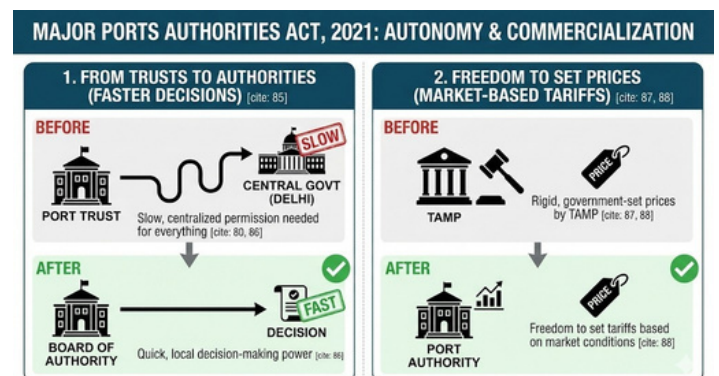 MAJOR PORTS AUTHORITIES ACT, 2021: AUTONOMY & COMMERCIALIZATION
1. FROM TRUSTS TO AUTHORITIES
(FASTER DECISIONS) [cite: 85]
BEFORE
PORT TRUST
SLOW
CENTRAL GOVT
(DELHI)
Slow, centralized permission needed
for everything [cite: 80, 86]
AFTER
BOARD OF
AUTHORITY
FAST
DECISION
Quick, local decision-making power [cite: 86]
2. FREEDOM TO SET PRICES
(MARKET-BASED TARIFFS) [cite: 87, 88]
BEFORE
TAMP
PRICE
Rigid, government-set prices
by TAMP [cite: 87, 88]
AFTER
PORT
AUTHORITY
PRICE
Freedom to set tariffs based
on market conditions [cite: 88]